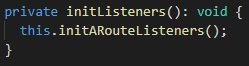 private initListeners(): void {
  this.initARouteListeners();
}